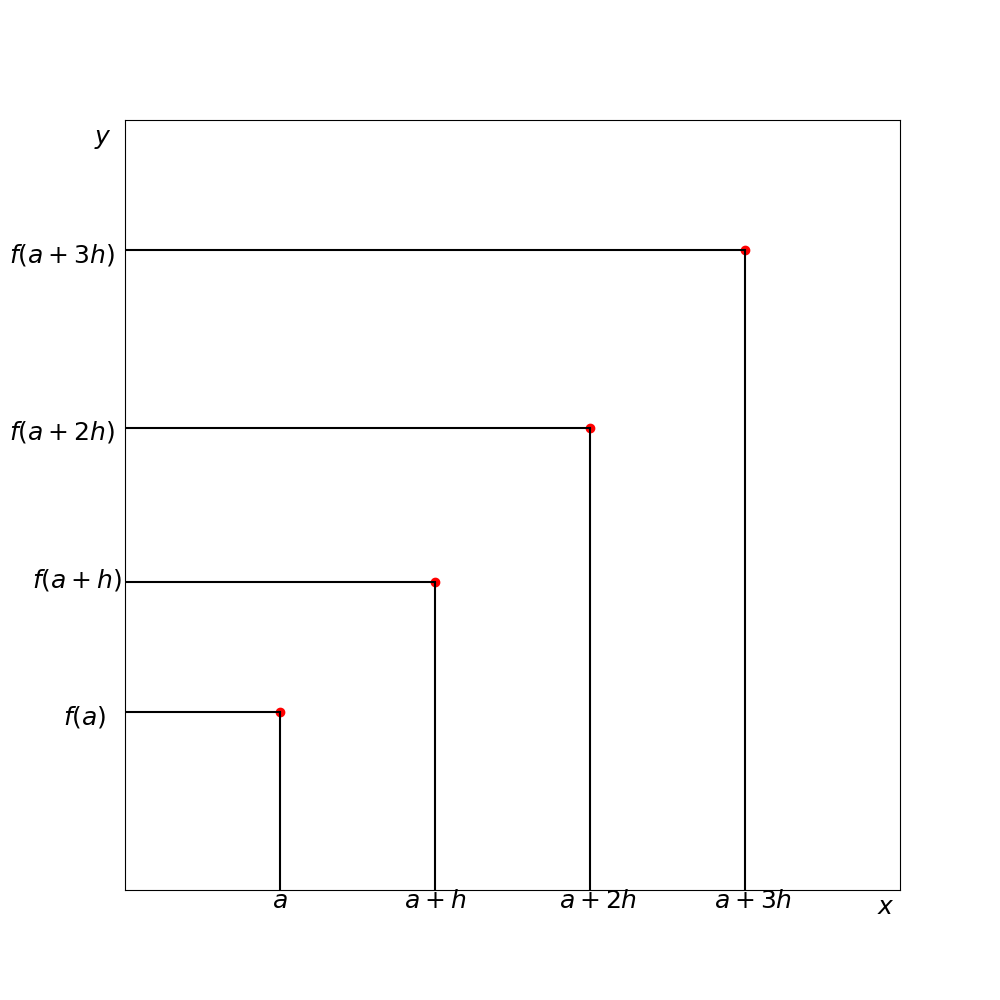 y
f(a + 3h)
f(a + 2h)
f(a + h)
f(a)
a
a + h
a + 2h
a + 3h
x